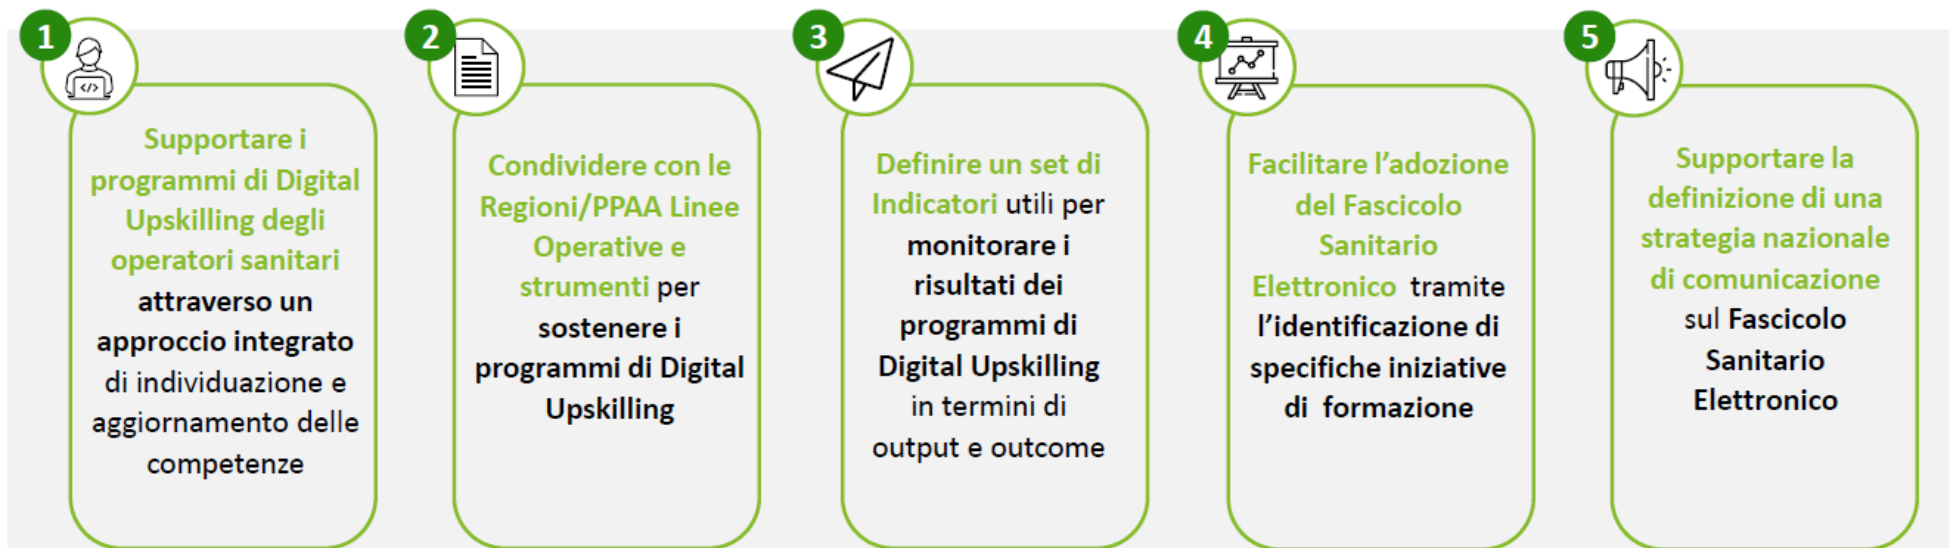 1
Supportare i
programmi di Digital
Upskilling degli
operatori sanitari
attraverso un
approccio integrato
di individuazione e
aggiornamento delle
competenze
2
Condividere con le
Regioni/PPAA Linee
Operative e
strumenti per
sostenere i
programmi di Digital
Upskilling
3
Definire un set di
Indicatori utili per
monitorare i
risultati dei
programmi di
Digital Upskilling
in termini di
output e outcome
4
Facilitare l’adozione
del Fascicolo
Sanitario
Elettronico tramite
l’identificazione di
specifiche iniziative
di formazione
5
Supportare la
definizione di una
strategia nazionale
di comunicazione
sul Fascicolo
Sanitario
Elettronico